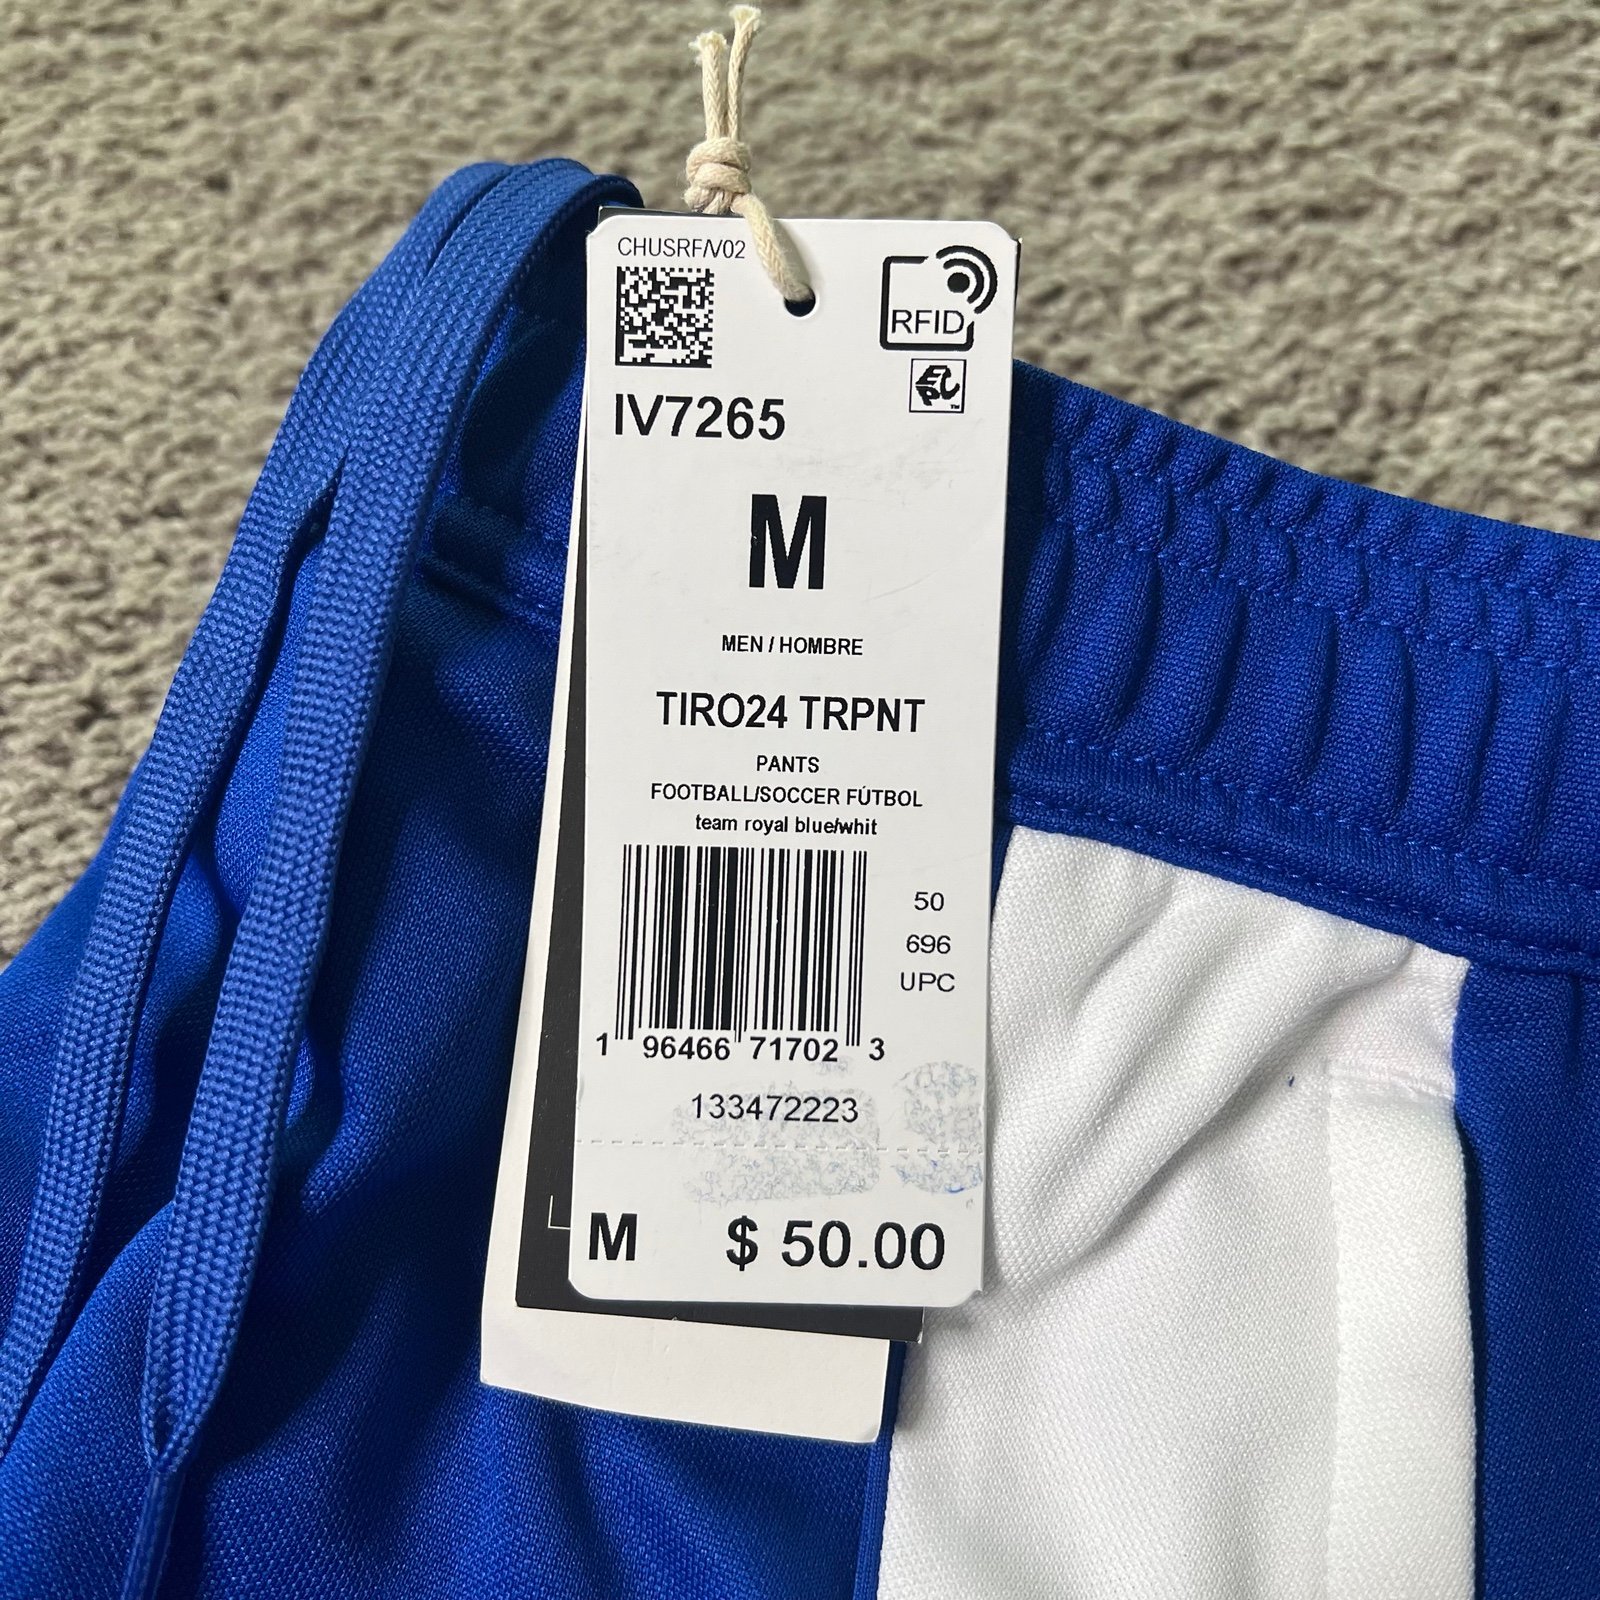 CHUSRF/V02
RFID
IV7265
M
MEN / HOMBRE
TIRO24 TRPNT
PANTS
FOOTBALL/SOCCER FÚTBOL
team royal blue/whit
50
696
UPC
1 96466 71702 3
133472223
M $ 50.00